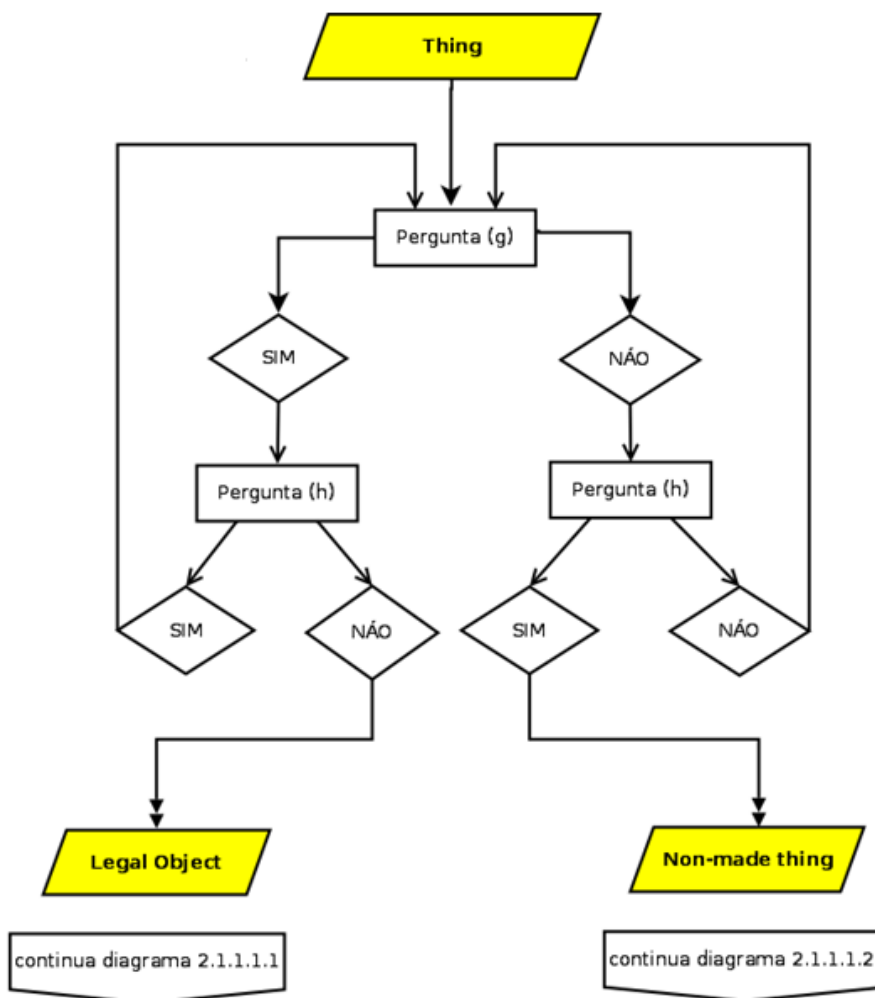 Thing
Pergunta (g)
SIM
NÁO
Pergunta (h)
Pergunta (h)
SIM
NÁO
SIM
NÁO
Legal Object
Non-made thing
continua diagrama 2.1.1.1.1
continua diagrama 2.1.1.1.2